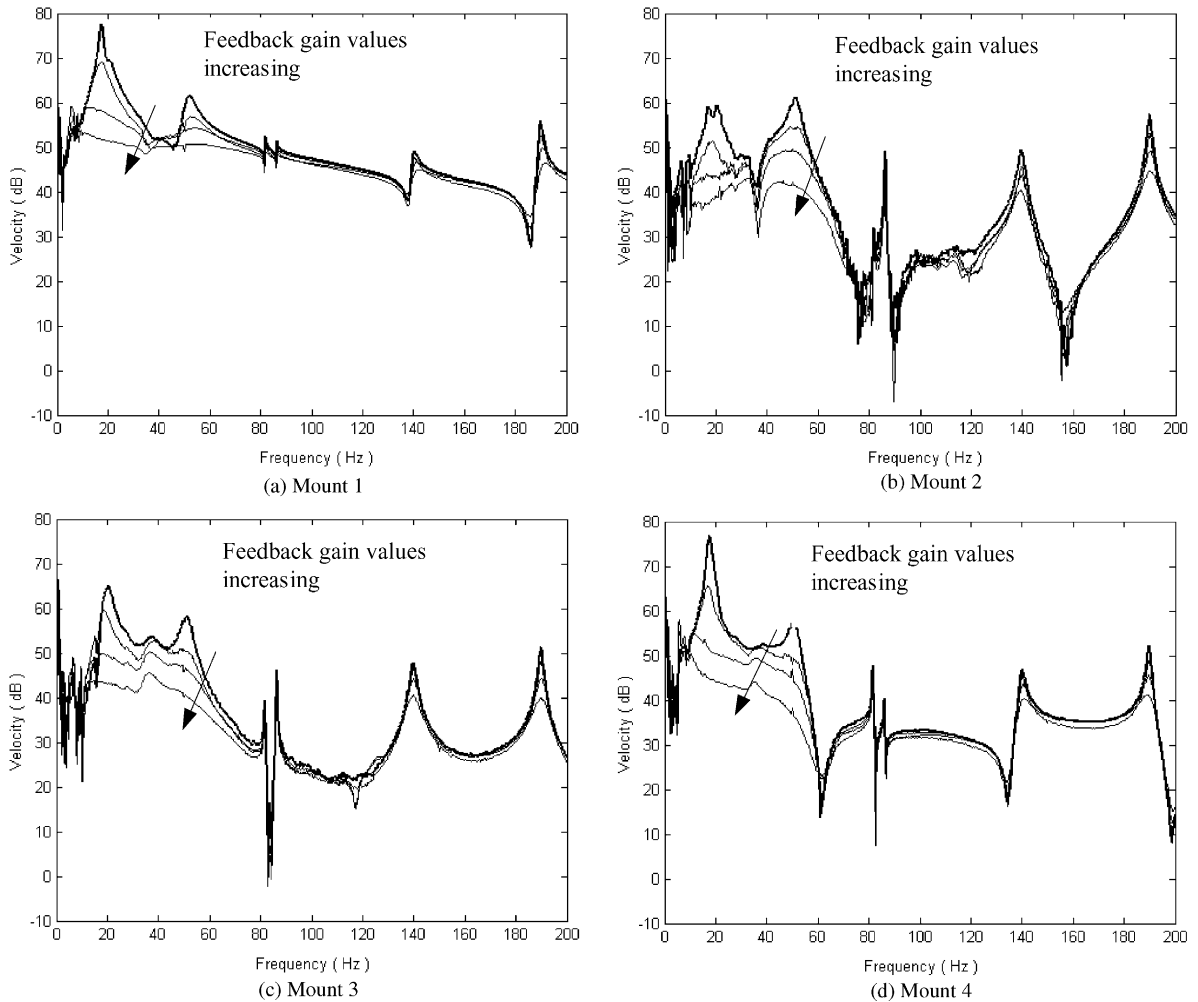 80
70
60
50
40
30
20
10
0
-10
Velocity ( dB )
Feedback gain values
increasing
0 20 40 60 80 100 120 140 160 180 200
Frequency ( Hz )
(a) Mount 1
80
70
60
50
40
30
20
10
0
-10
Velocity ( dB )
Feedback gain values
increasing
0 20 40 60 80 100 120 140 160 180 200
Frequency ( Hz )
(b) Mount 2
80
70
60
50
40
30
20
10
0
-10
Velocity ( dB )
Feedback gain values
increasing
0 20 40 60 80 100 120 140 160 180 200
Frequency ( Hz )
(c) Mount 3
80
70
60
50
40
30
20
10
0
-10
Velocity ( dB )
Feedback gain values
increasing
0 20 40 60 80 100 120 140 160 180 200
Frequency ( Hz )
(d) Mount 4